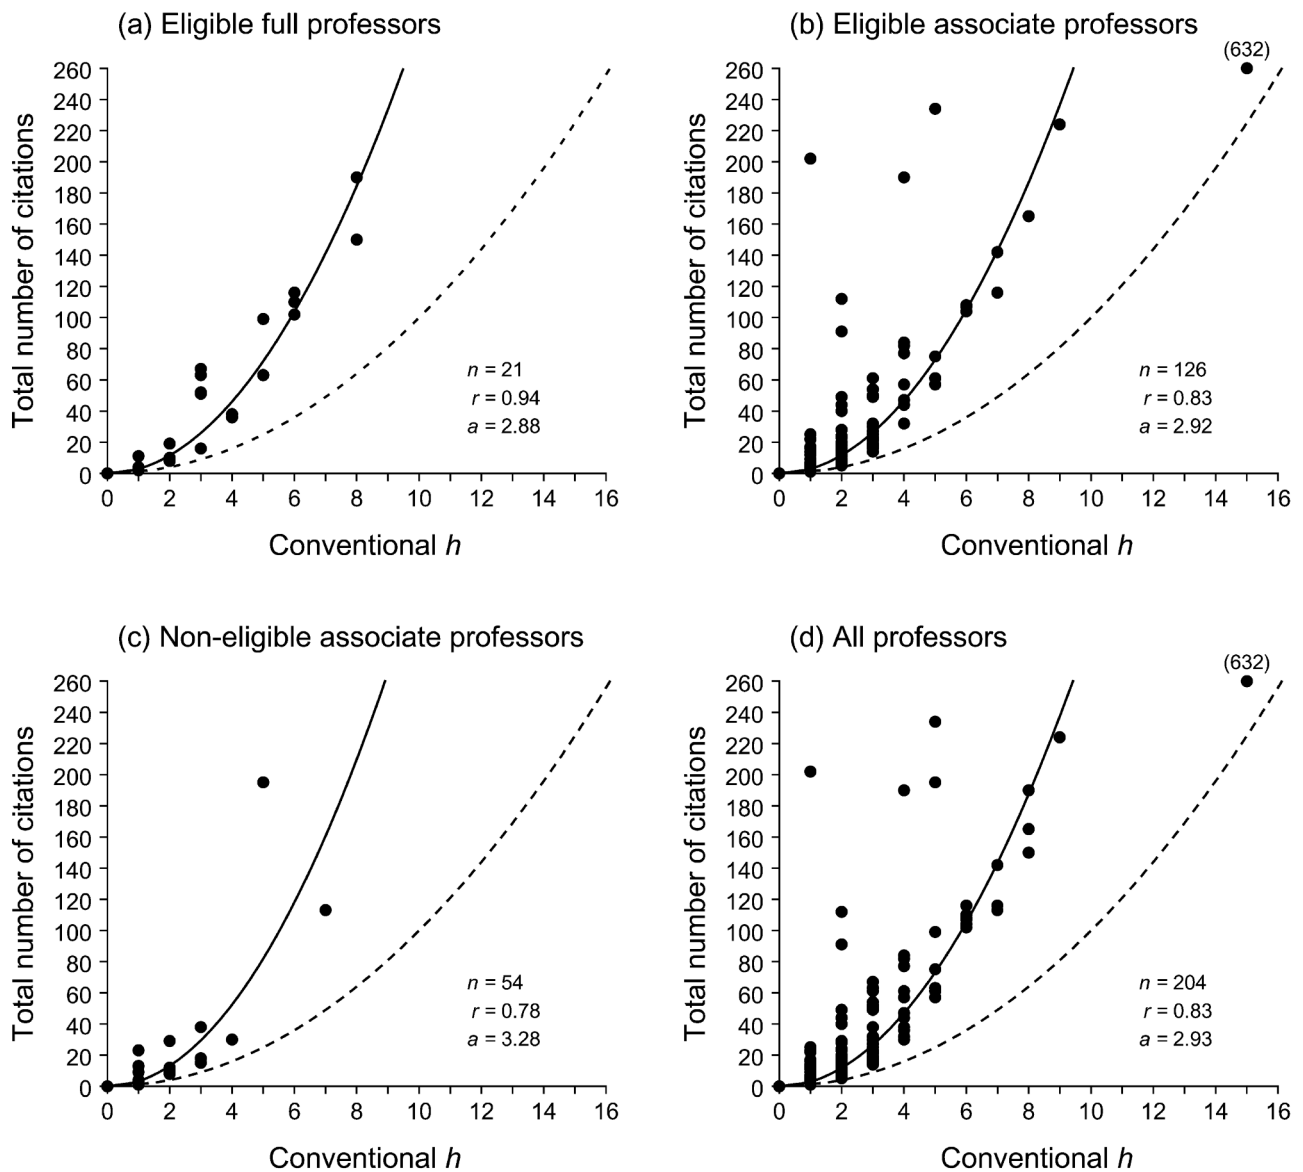 (a) Eligible full professors
260
240
220
200
180
160
140
120
100
80
60
40
20
0
Total number of citations
n = 21
r = 0.94
a = 2.88
0 2 4 6 8 10 12 14 16
Conventional h
(b) Eligible associate professors
(632)
260
240
220
200
180
160
140
120
100
80
60
40
20
0
Total number of citations
n = 126
r = 0.83
a = 2.92
0 2 4 6 8 10 12 14 16
Conventional h
(c) Non-eligible associate professors
260
240
220
200
180
160
140
120
100
80
60
40
20
0
Total number of citations
n = 54
r = 0.78
a = 3.28
0 2 4 6 8 10 12 14 16
Conventional h
(d) All professors
(632)
260
240
220
200
180
160
140
120
100
80
60
40
20
0
Total number of citations
n = 204
r = 0.83
a = 2.93
0 2 4 6 8 10 12 14 16
Conventional h